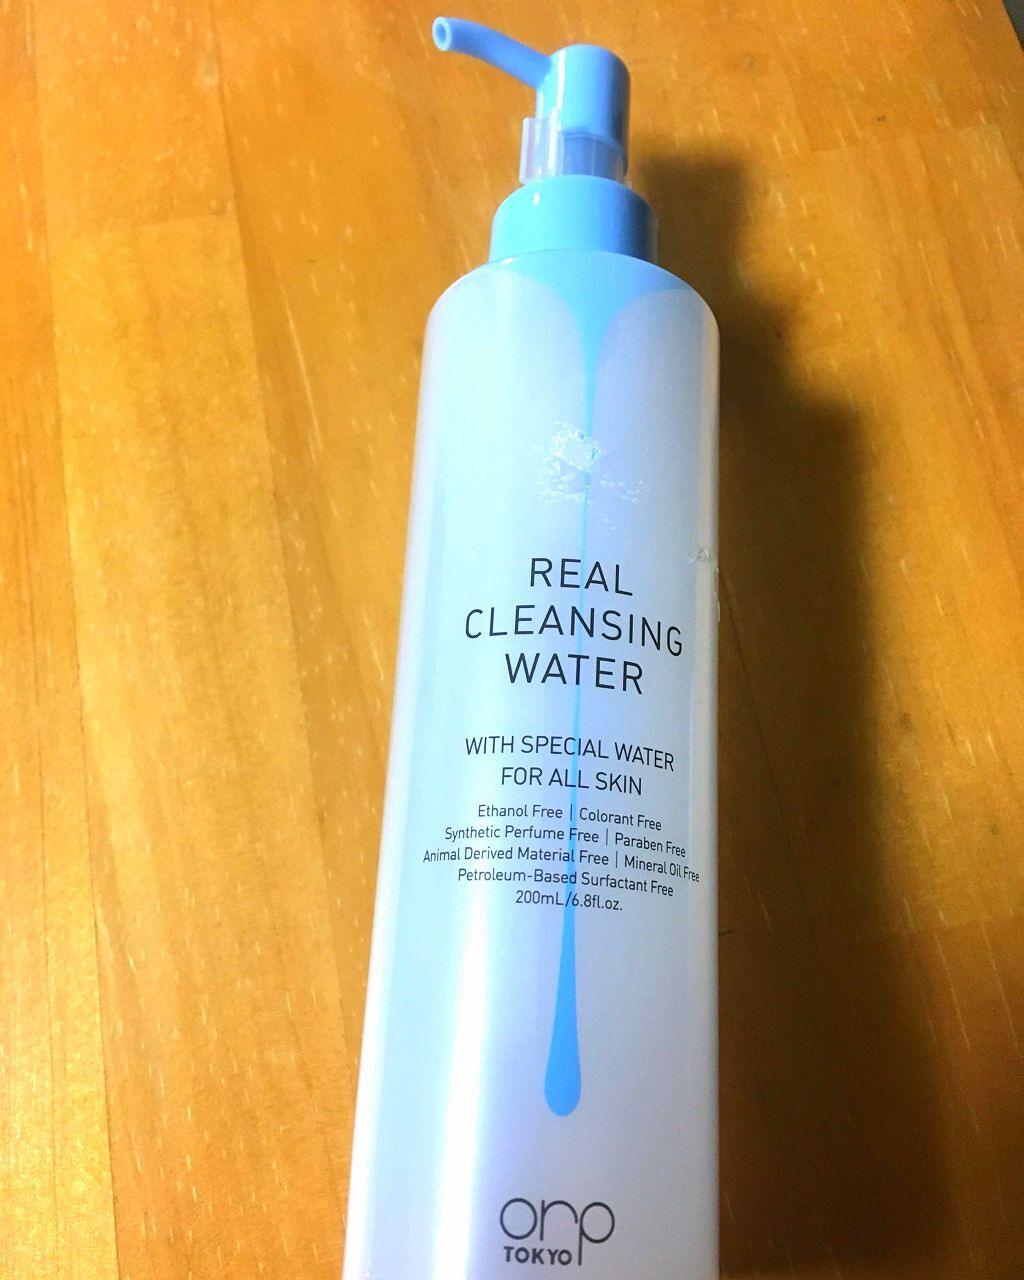 REAL
CLEANSING
WATER
WITH SPECIAL WATER
FOR ALL SKIN
Ethanol Free | Colorant Free
Synthetic Perfume Free | Paraben Free
Animal Derived Material Free | Mineral Oil Free
Petroleum-Based Surfactant Free
200mL/6.8fl.oz.
orp
TOKYO